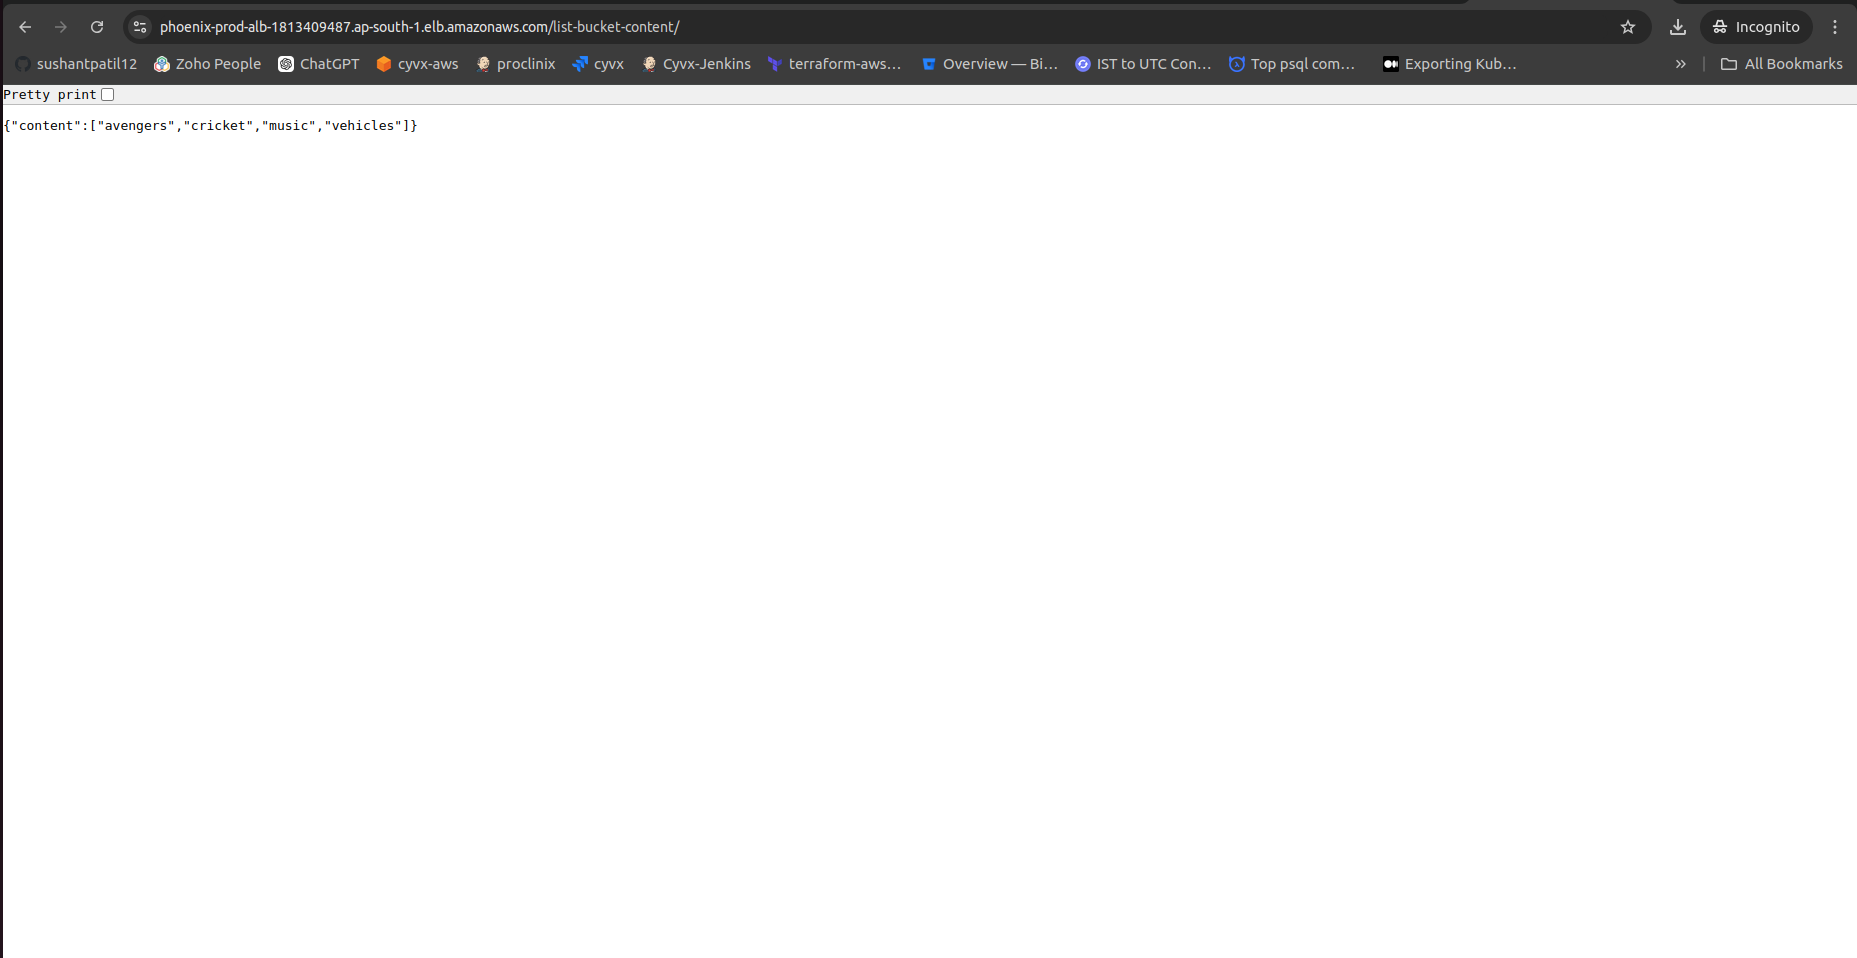 phoenix-prod-alb-1813409487.ap-south-1.elb.amazonaws.com/list-bucket-content/ Incognito
sushantpatil12 Zoho People ChatGPT cyvx-aws proclinix cyvx Cyvx-Jenkins terraform-aws... Overview — Bi... IST to UTC Con... Top psql com... Exporting Kub... » All Bookmarks
Pretty print
{"content":["avengers","cricket","music","vehicles"]}